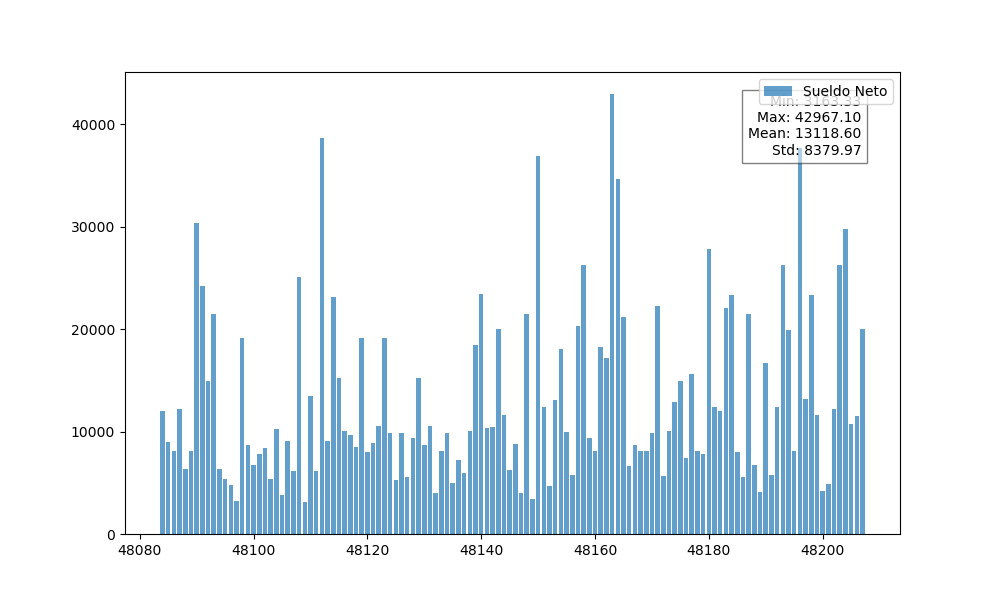 Sueldo Neto
Min: 3163.33
Max: 42967.10
Mean: 13118.60
Std: 8379.97
40000
30000
20000
10000
0
48080 48100 48120 48140 48160 48180 48200